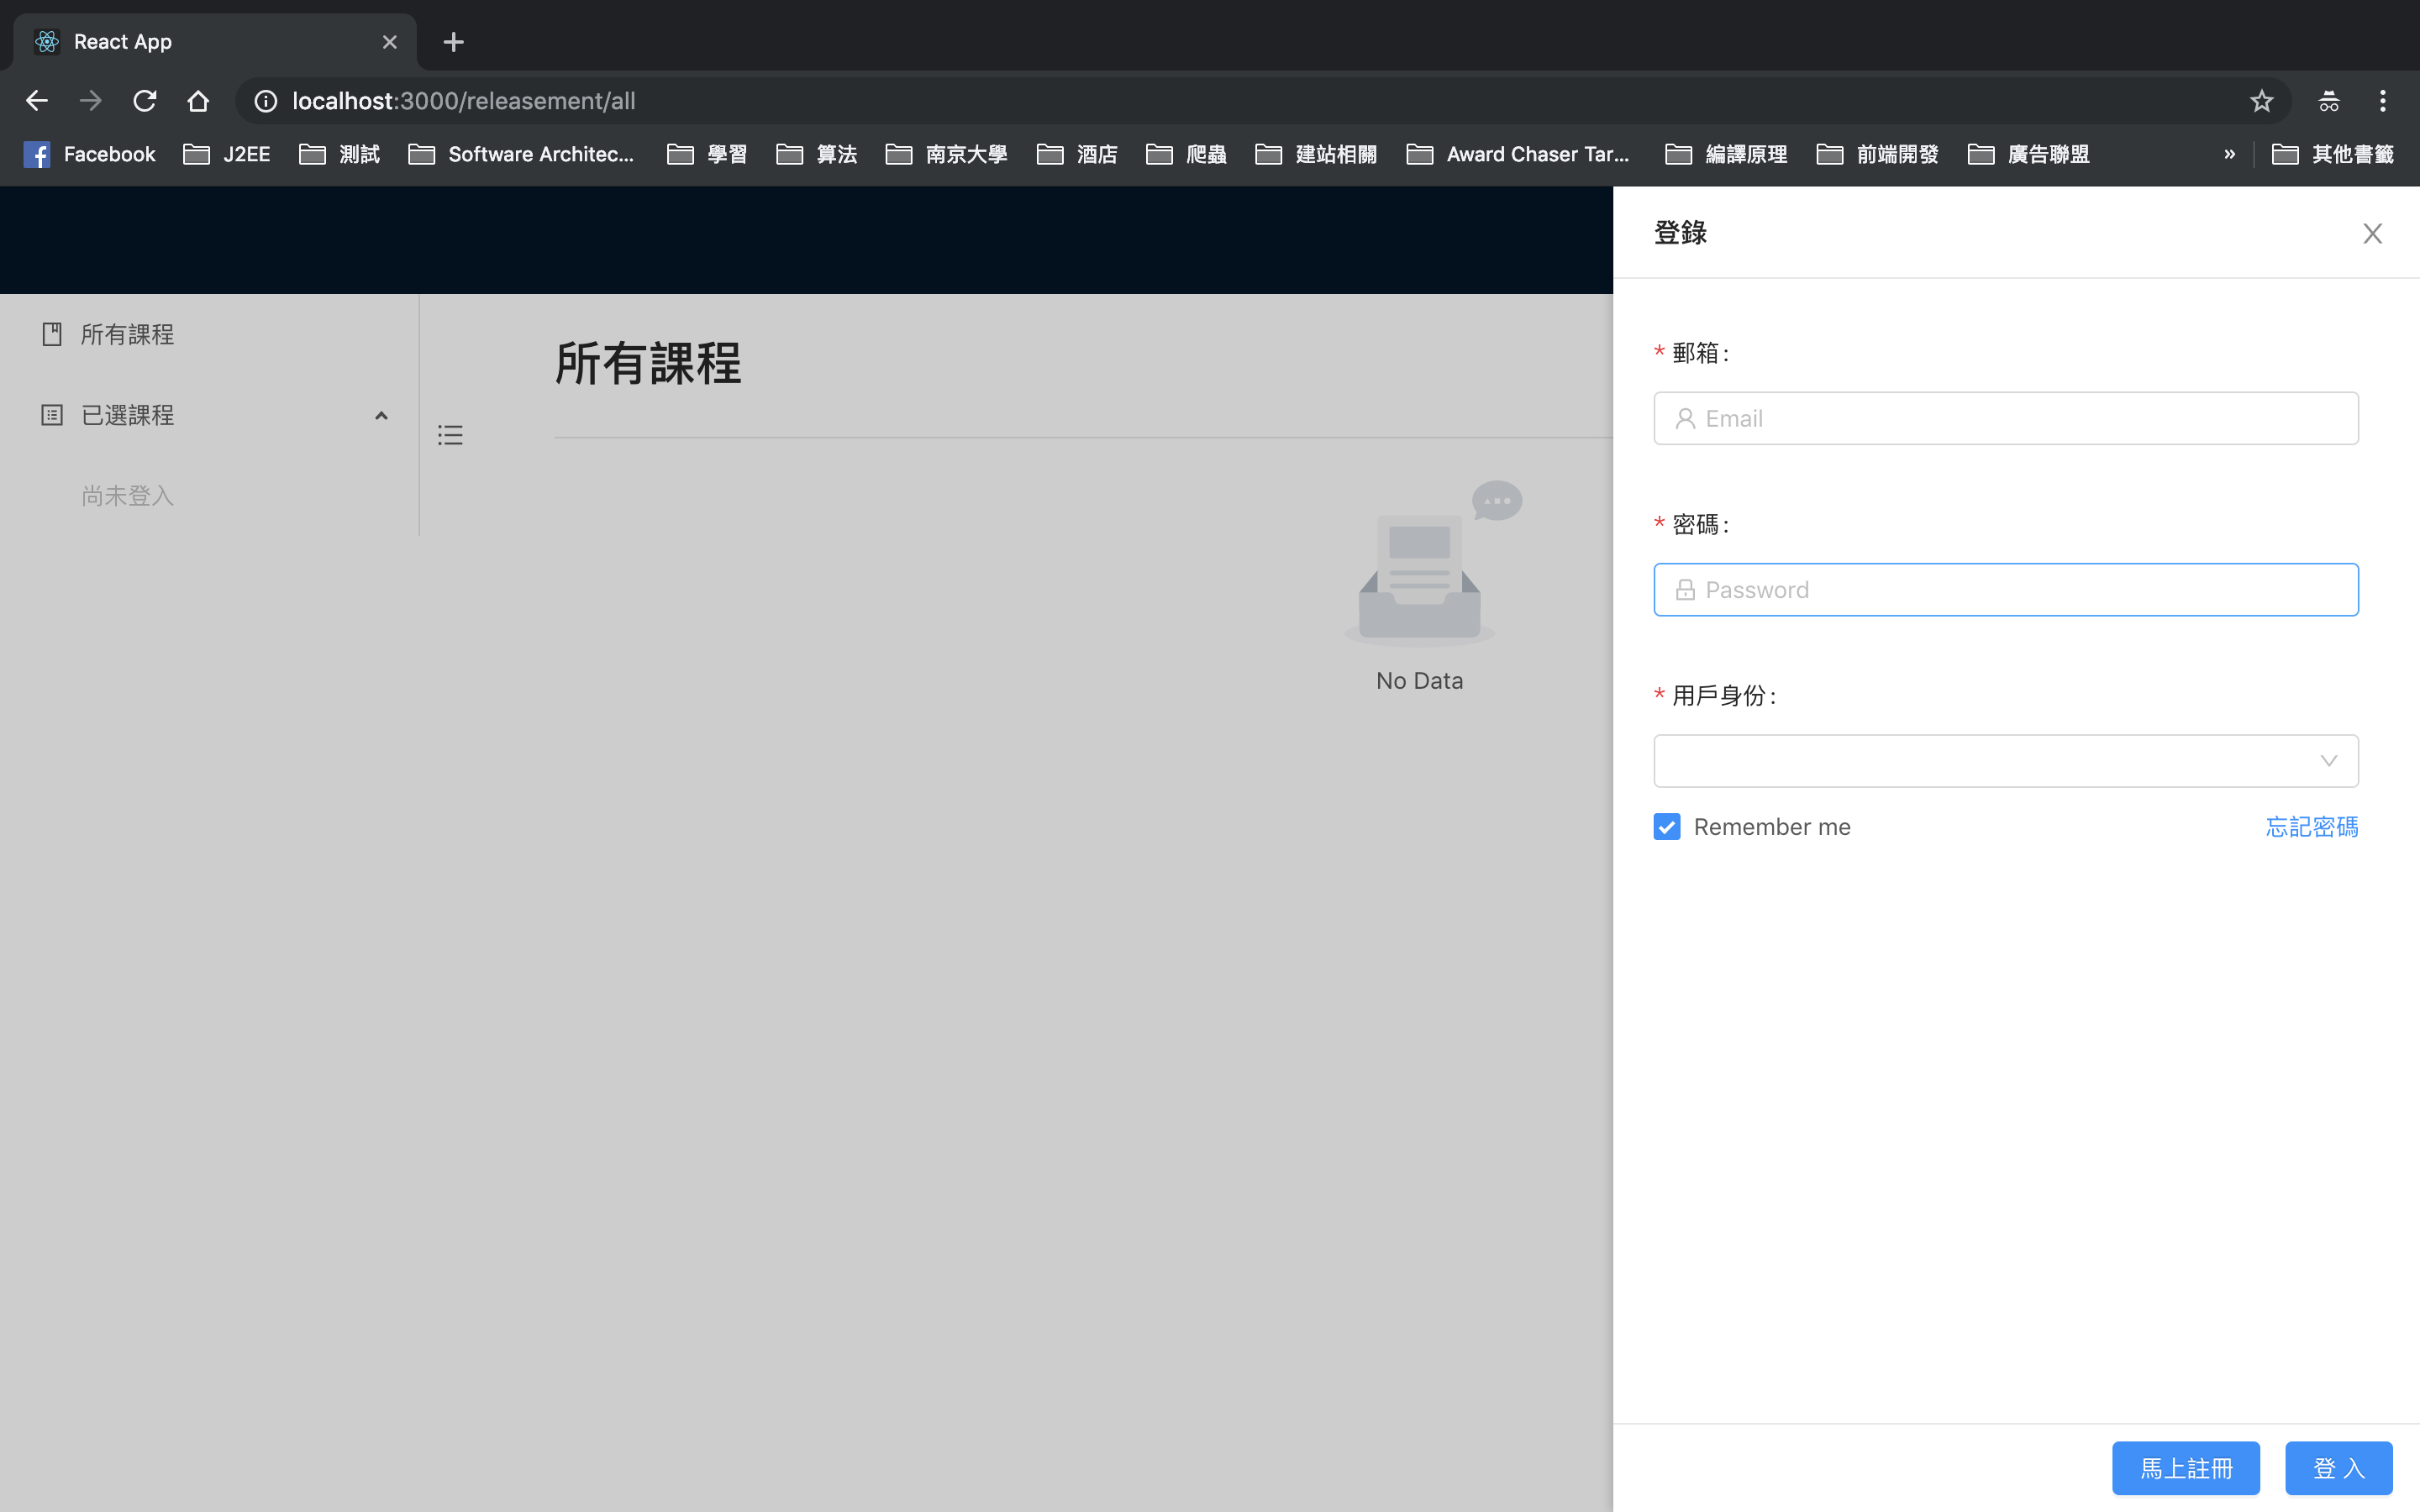 React App
localhost:3000/releasement/all
Facebook J2EE 測試 Software Architec... 學習 算法 南京大學 酒店 爬蟲 建站相關 Award Chaser Tar... 編譯原理 前端開發 廣告聯盟 » 其他書籤
所有課程
已選課程
尚未登入
所有課程
No Data
登錄
* 郵箱:
Email
* 密碼:
Password
* 用戶身份:
Remember me 忘記密碼
馬上註冊 登 入